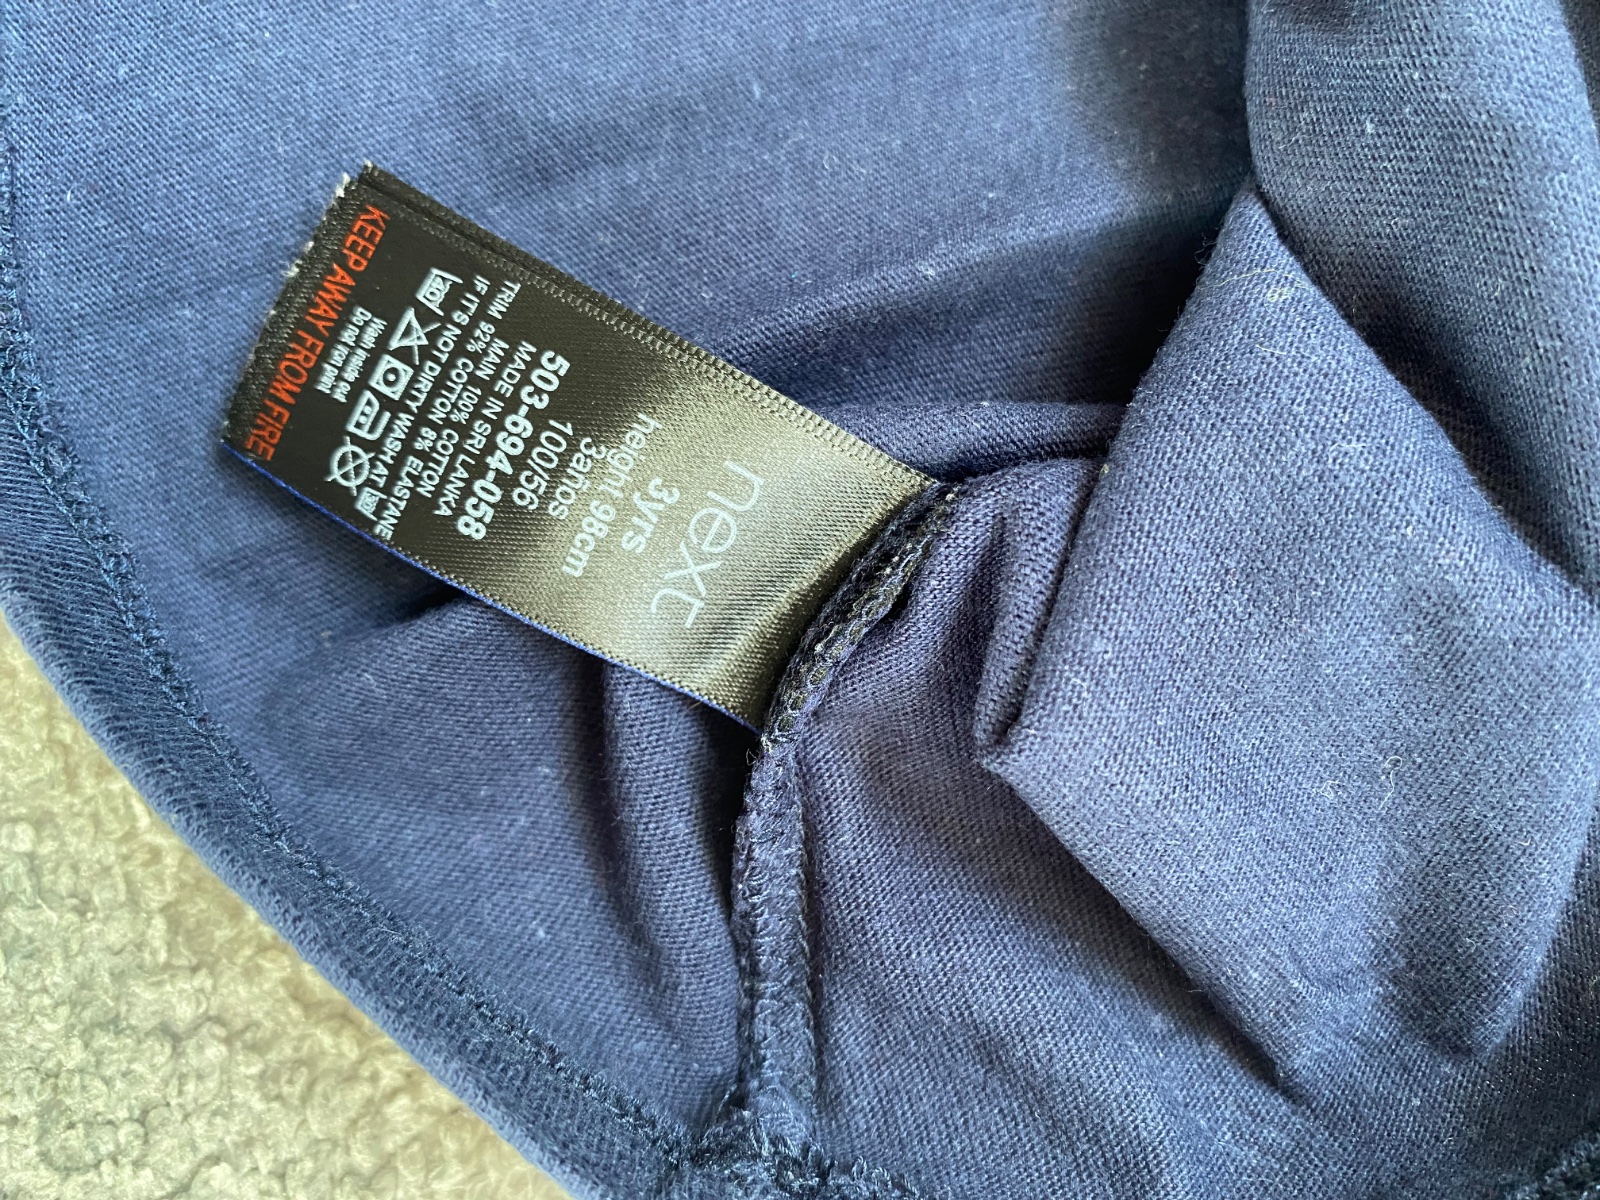 next
3yrs
height 98cm
3años
100/56
503-694-058
MADE IN SRI LANKA
MAIN 100% COTTON
TRIM 92% COTTON 8% ELASTANE
IF IT'S NOT DIRTY WASH AT
40
Wash inside out
Do not iron print
KEEP AWAY FROM FIRE